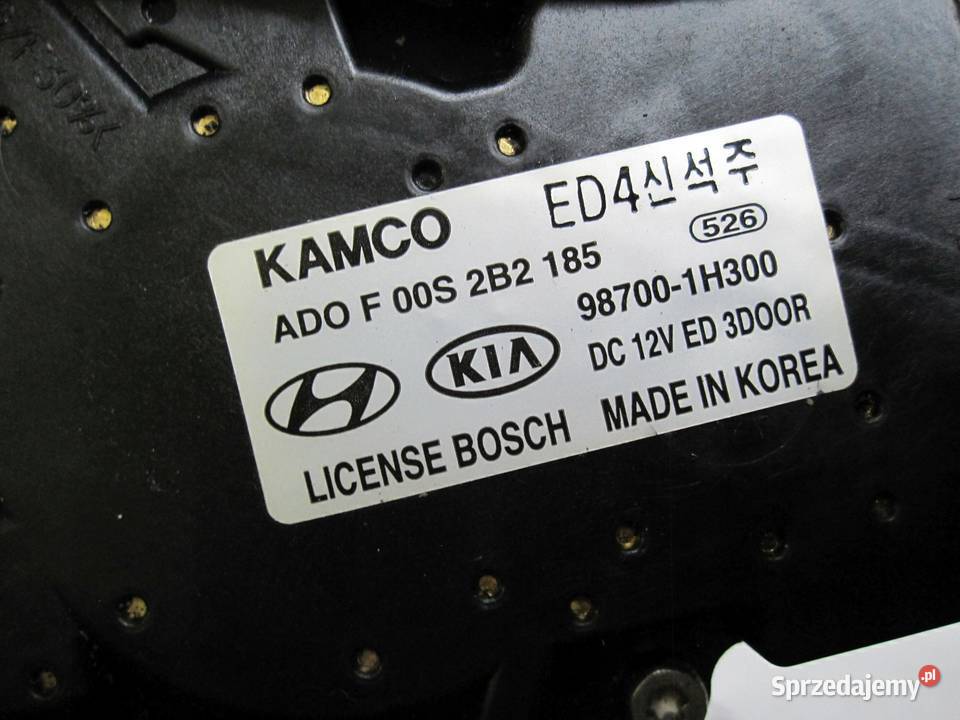 KAMCO
ED4신석주
ADO F 00S 2B2 185
526
98700-1H300
KIA
DC 12V ED 3DOOR
LICENSE BOSCH MADE IN KOREA
Sprzedajemy.pl